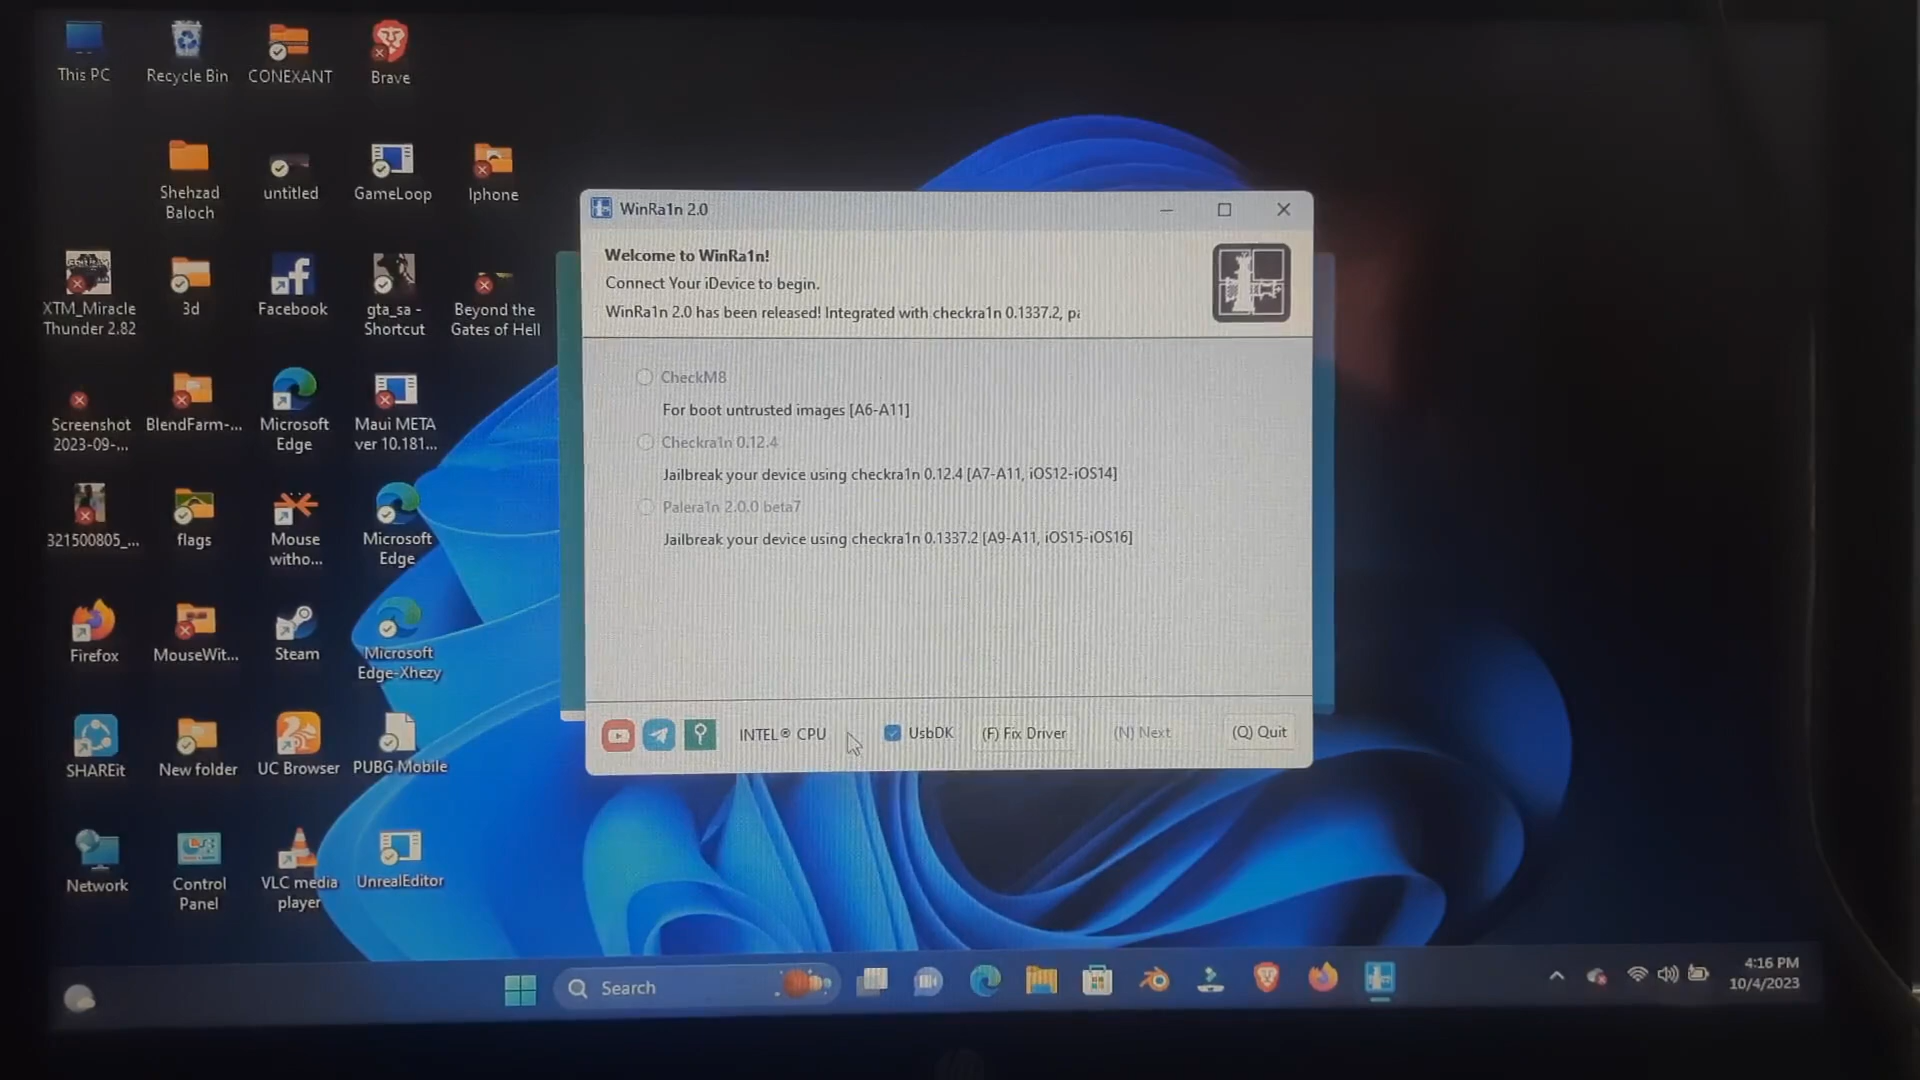 This PC
Recycle Bin
CONEXANT
Brave
Shehzad
Baloch
untitled
GameLoop
Iphone
XTM_Miracle
Thunder 2.82
3d
Facebook
gta_sa -
Shortcut
Beyond the
Gates of Hell
Screenshot
2023-09-...
BlendFarm-...
Microsoft
Edge
Maui META
ver 10.181...
321500805_...
flags
Mouse
witho...
Microsoft
Edge
Firefox
MouseWit...
Steam
Microsoft
Edge-Xhezy
SHAREit
New folder
UC Browser
PUBG Mobile
Network
Control
Panel
VLC media
player
UnrealEditor
WinRa1n 2.0
Welcome to WinRa1n!
Connect Your iDevice to begin.
WinRa1n 2.0 has been released! Integrated with checkra1n 0.1337.2, pa
CheckM8
For boot untrusted images [A6-A11]
Checkra1n 0.12.4
Jailbreak your device using checkra1n 0.12.4 [A7-A11, iOS12-iOS14]
Palera1n 2.0.0 beta7
Jailbreak your device using checkra1n 0.1337.2 [A9-A11, iOS15-iOS16]
INTEL® CPU
UsbDK
(F) Fix Driver
(N) Next
(Q) Quit
Search
4:16 PM
10/4/2023